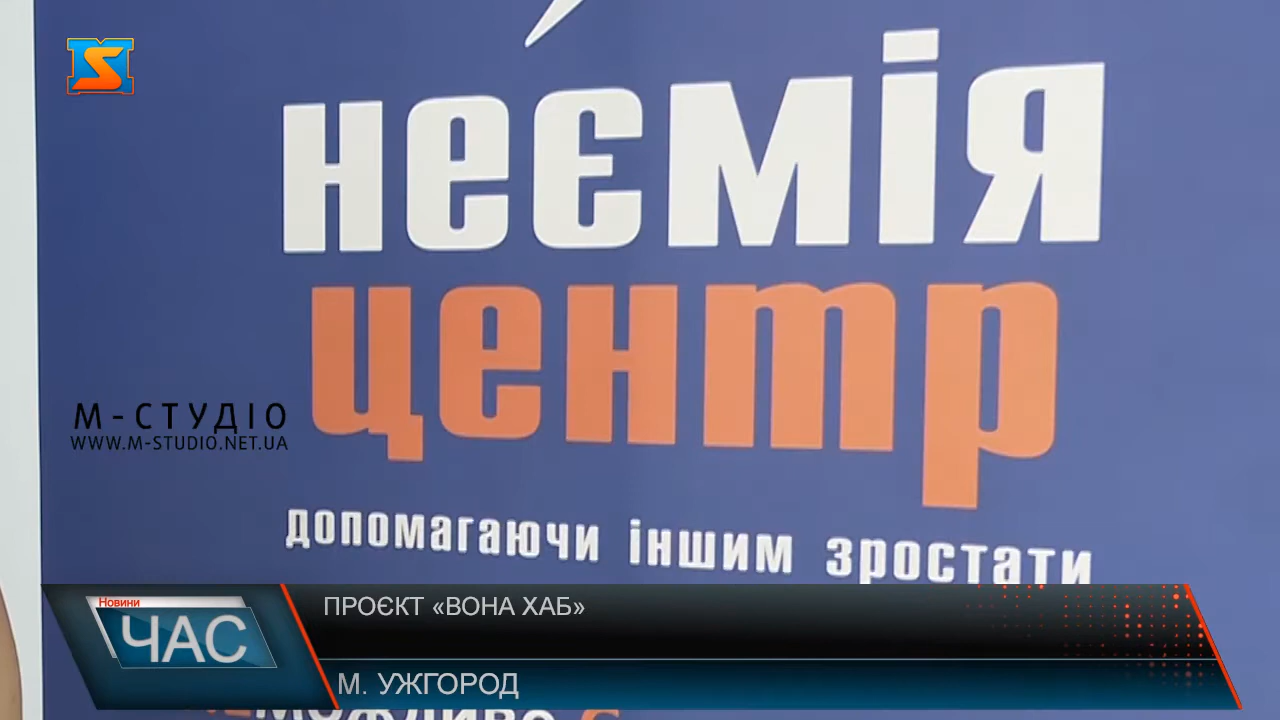 неємія
центр
М-СТУДІО
WWW.M-STUDIO.NET.UA
допомагаючи іншим зростати
Новини
ЧАС
ПРОЄКТ «ВОНА ХАБ»
М. УЖГОРОД